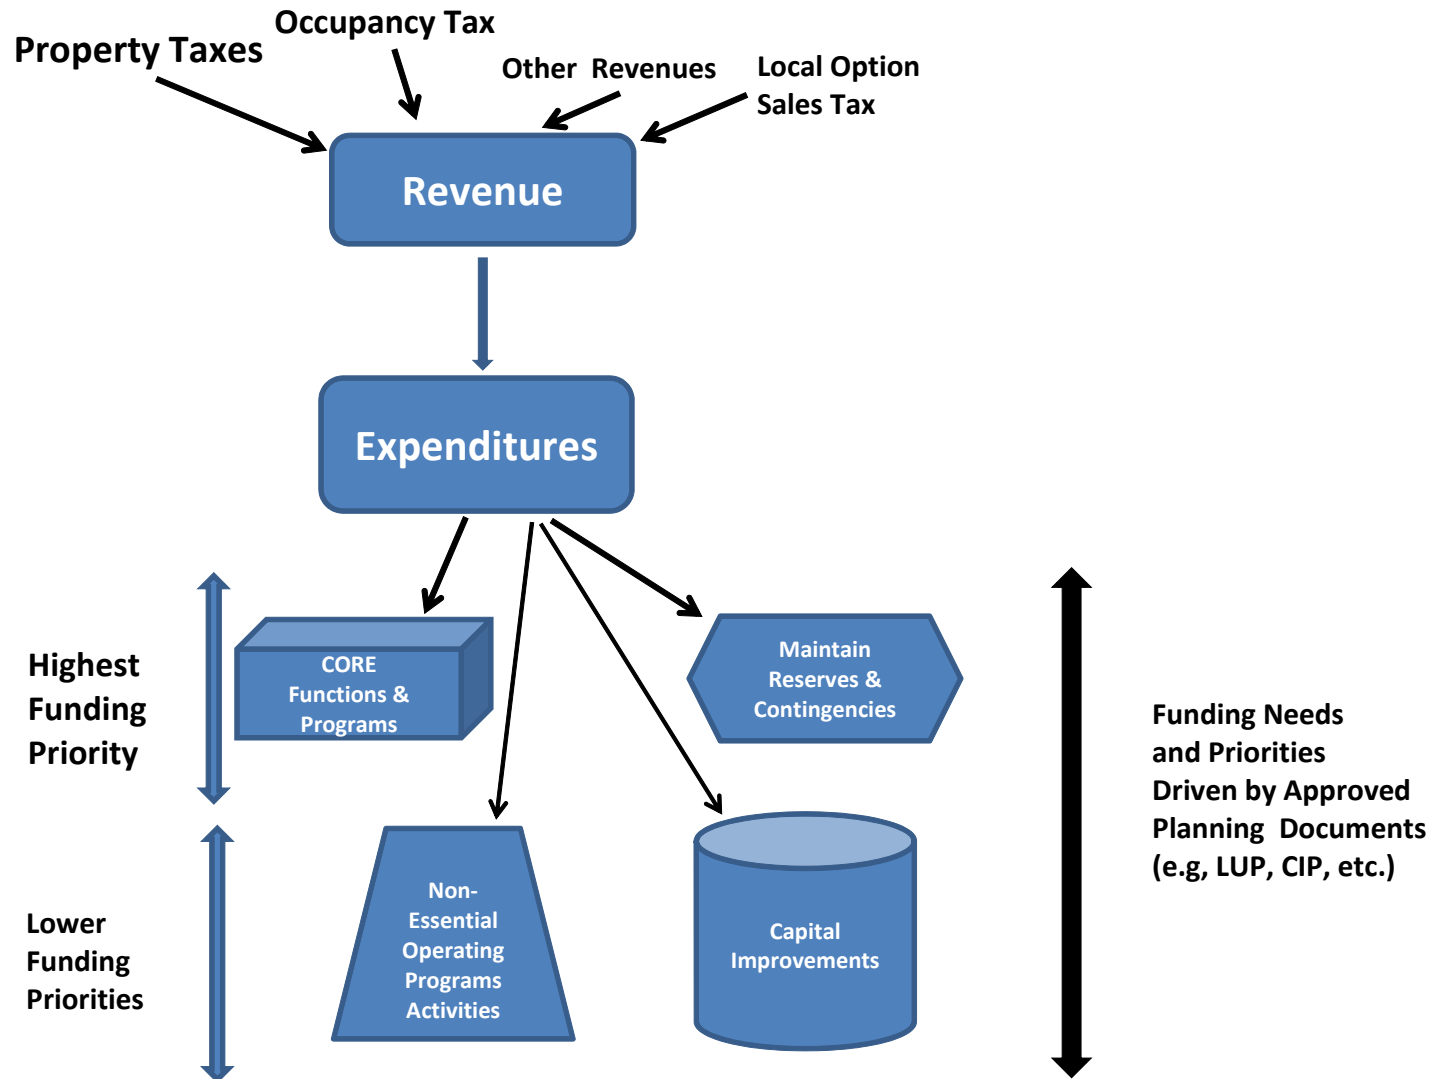 Property Taxes
Occupancy Tax
Other  Revenues
Local Option
Sales Tax
Revenue
Expenditures
Highest
Funding
Priority
CORE
Functions &
Programs
Maintain
Reserves &
Contingencies
Lower
Funding
Priorities
Non-
Essential
Operating
Programs
Activities
Capital
Improvements
Funding Needs
and Priorities
Driven by Approved
Planning  Documents
(e.g, LUP, CIP, etc.)